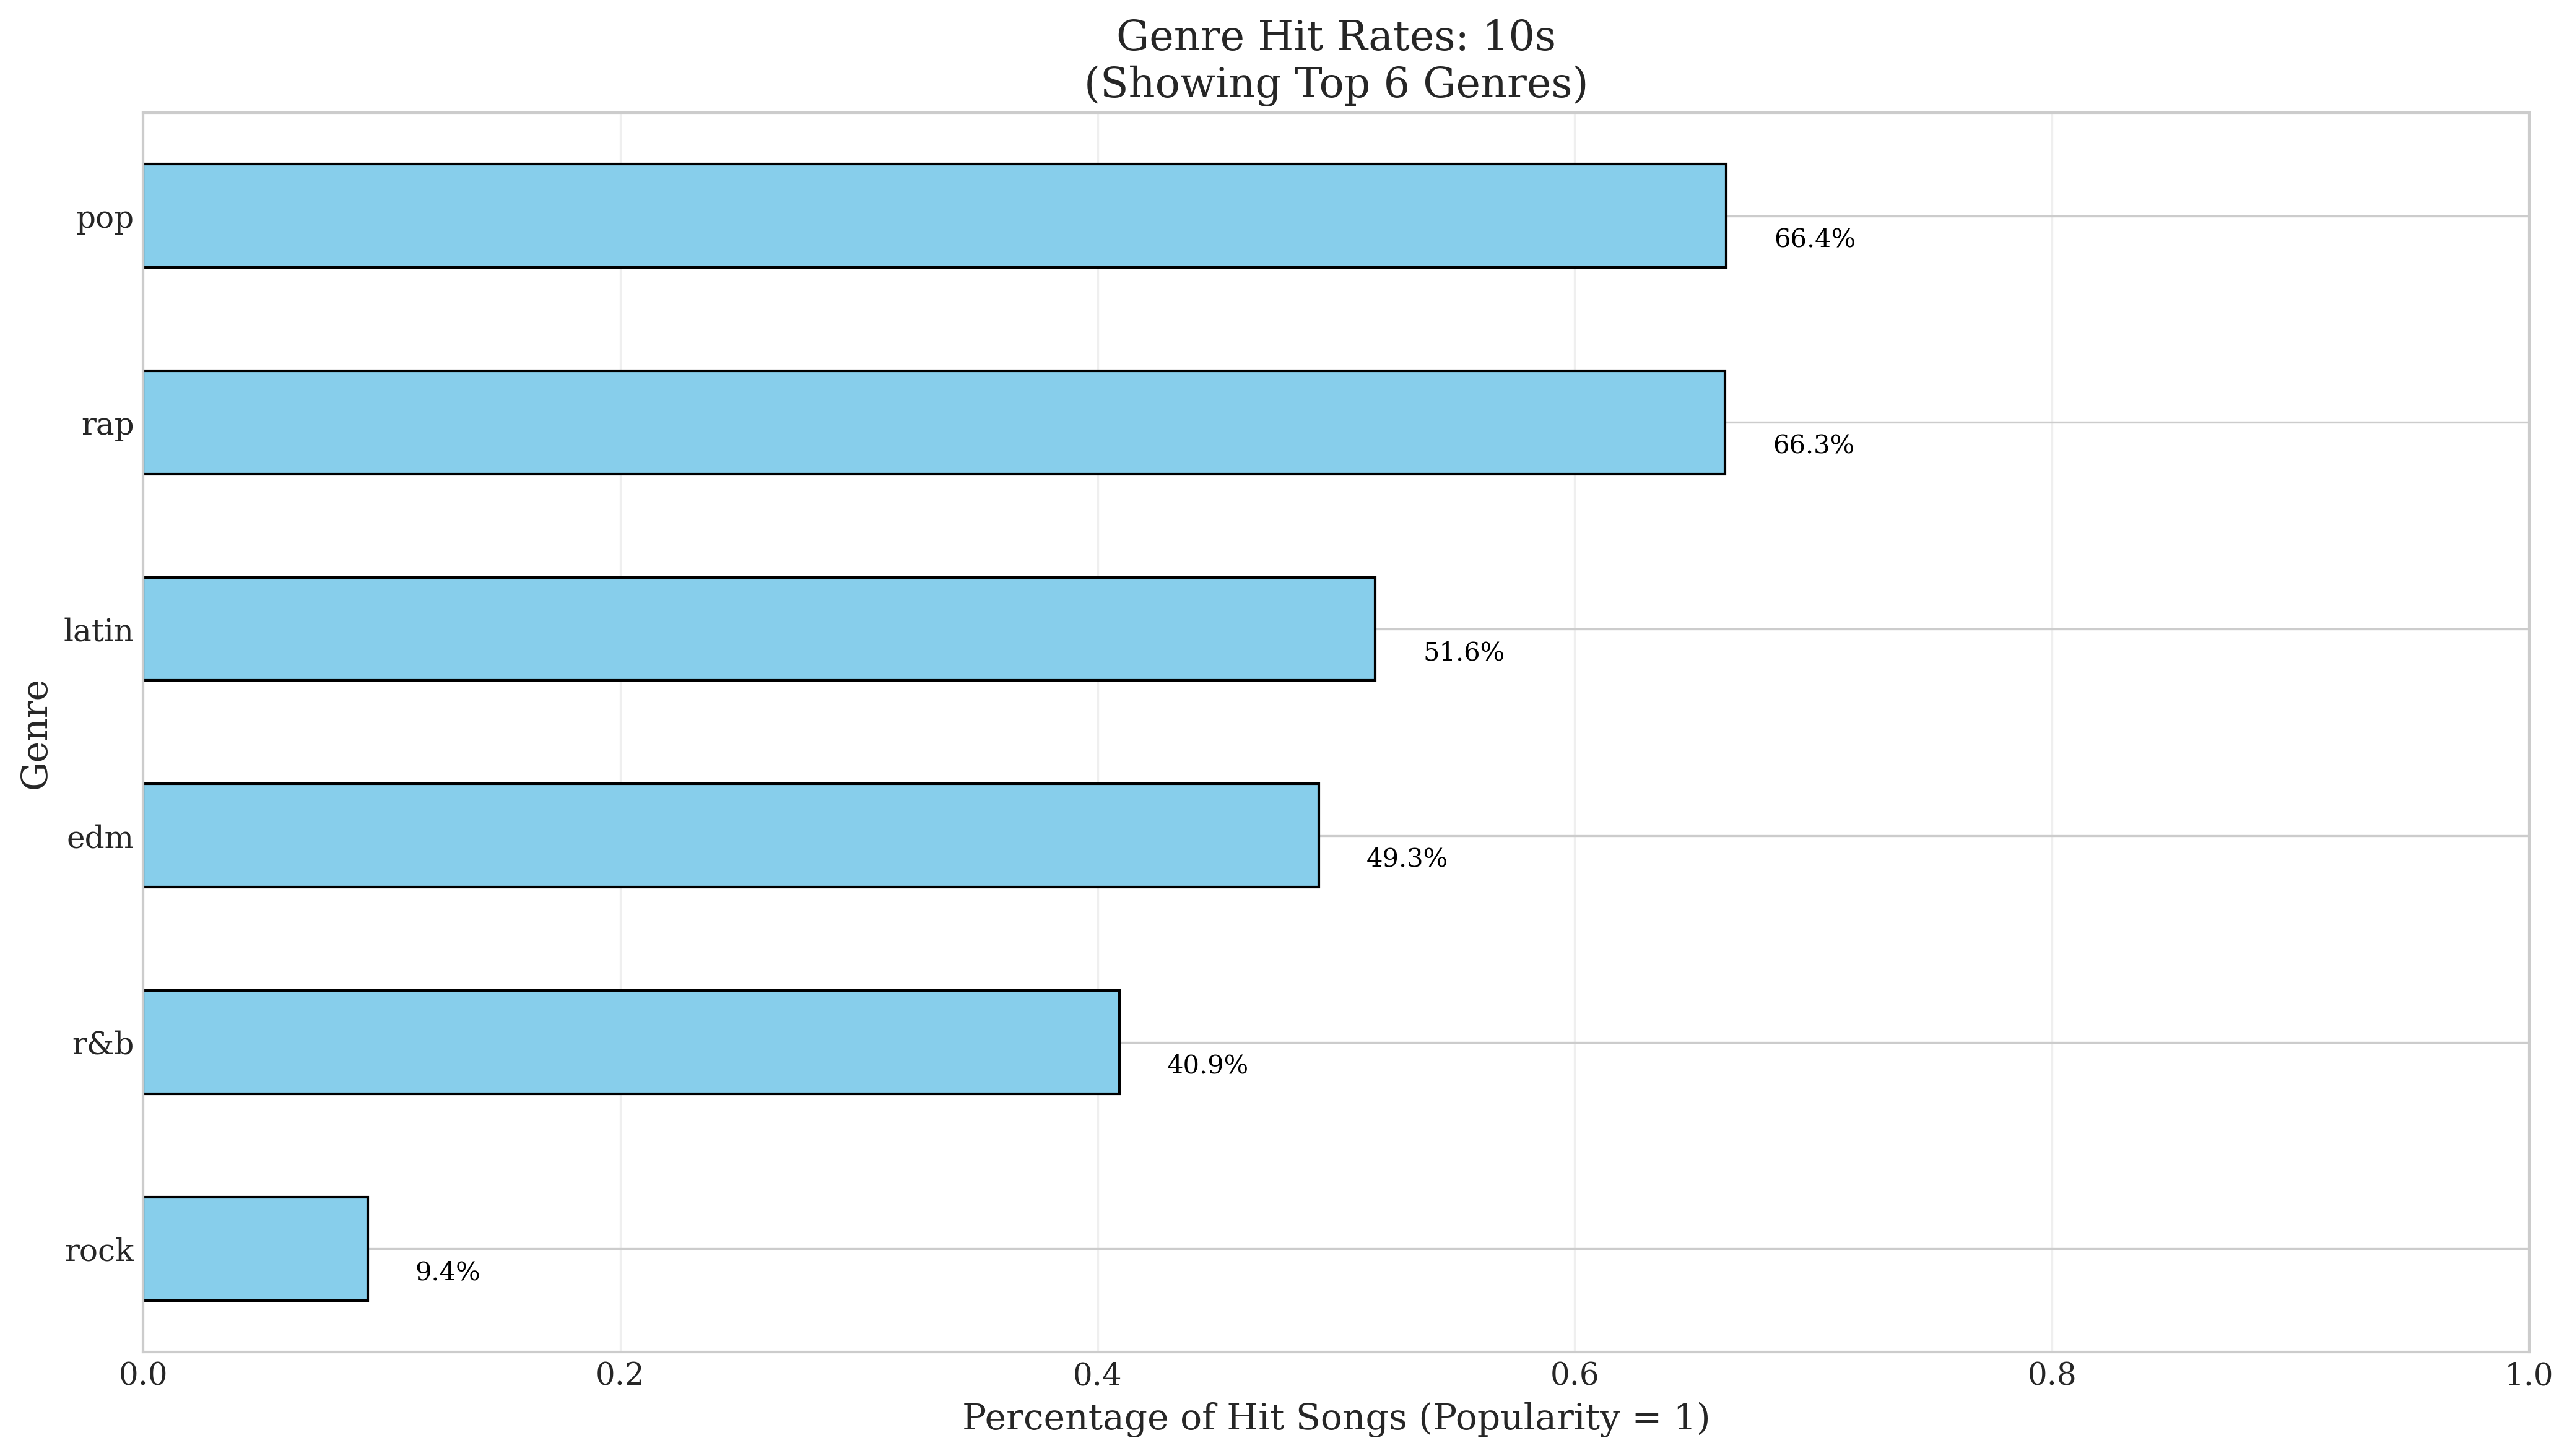 Genre Hit Rates: 10s
(Showing Top 6 Genres)
Genre
pop
66.4%
rap
66.3%
latin
51.6%
edm
49.3%
r&b
40.9%
rock
9.4%
0.0 0.2 0.4 0.6 0.8 1.0
Percentage of Hit Songs (Popularity = 1)